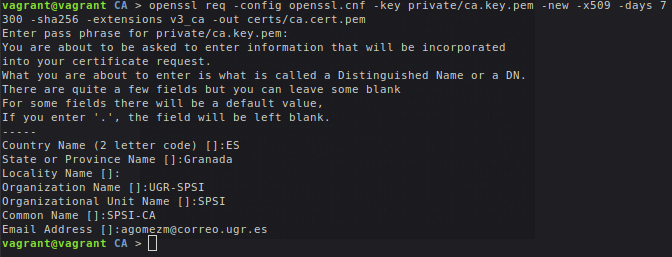 vagrant@vagrant CA > openssl req -config openssl.cnf -key private/ca.key.pem -new -x509 -days 7
300 -sha256 -extensions v3_ca -out certs/ca.cert.pem
Enter pass phrase for private/ca.key.pem:
You are about to be asked to enter information that will be incorporated
into your certificate request.
What you are about to enter is what is called a Distinguished Name or a DN.
There are quite a few fields but you can leave some blank
For some fields there will be a default value,
If you enter '.', the field will be left blank.
-----
Country Name (2 letter code) []:ES
State or Province Name []:Granada
Locality Name []:
Organization Name []:UGR-SPSI
Organizational Unit Name []:SPSI
Common Name []:SPSI-CA
Email Address []:agomezm@correo.ugr.es
vagrant@vagrant CA >